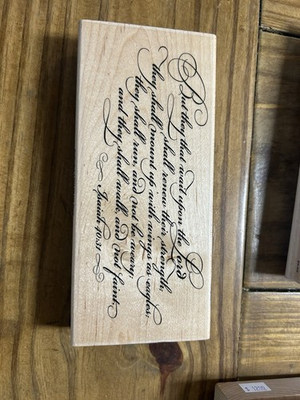 But they that wait upon the Lord
shall renew their strength,
they shall mount up with wings as eagles:
they shall run, and not be weary;
and they shall walk, and not faint.
Isaiah 40:31